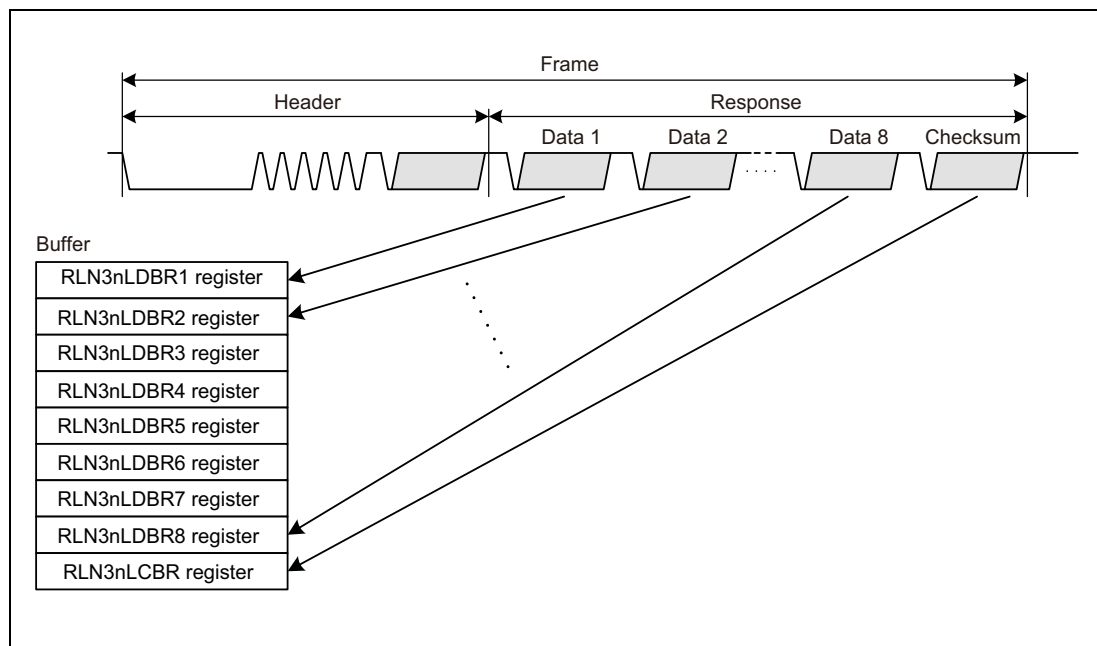 Frame
Header Response
Data 1 Data 2 Data 8 Checksum
Buffer
RLN3nLDBR1 register
RLN3nLDBR2 register
RLN3nLDBR3 register
RLN3nLDBR4 register
RLN3nLDBR5 register
RLN3nLDBR6 register
RLN3nLDBR7 register
RLN3nLDBR8 register
RLN3nLCBR register